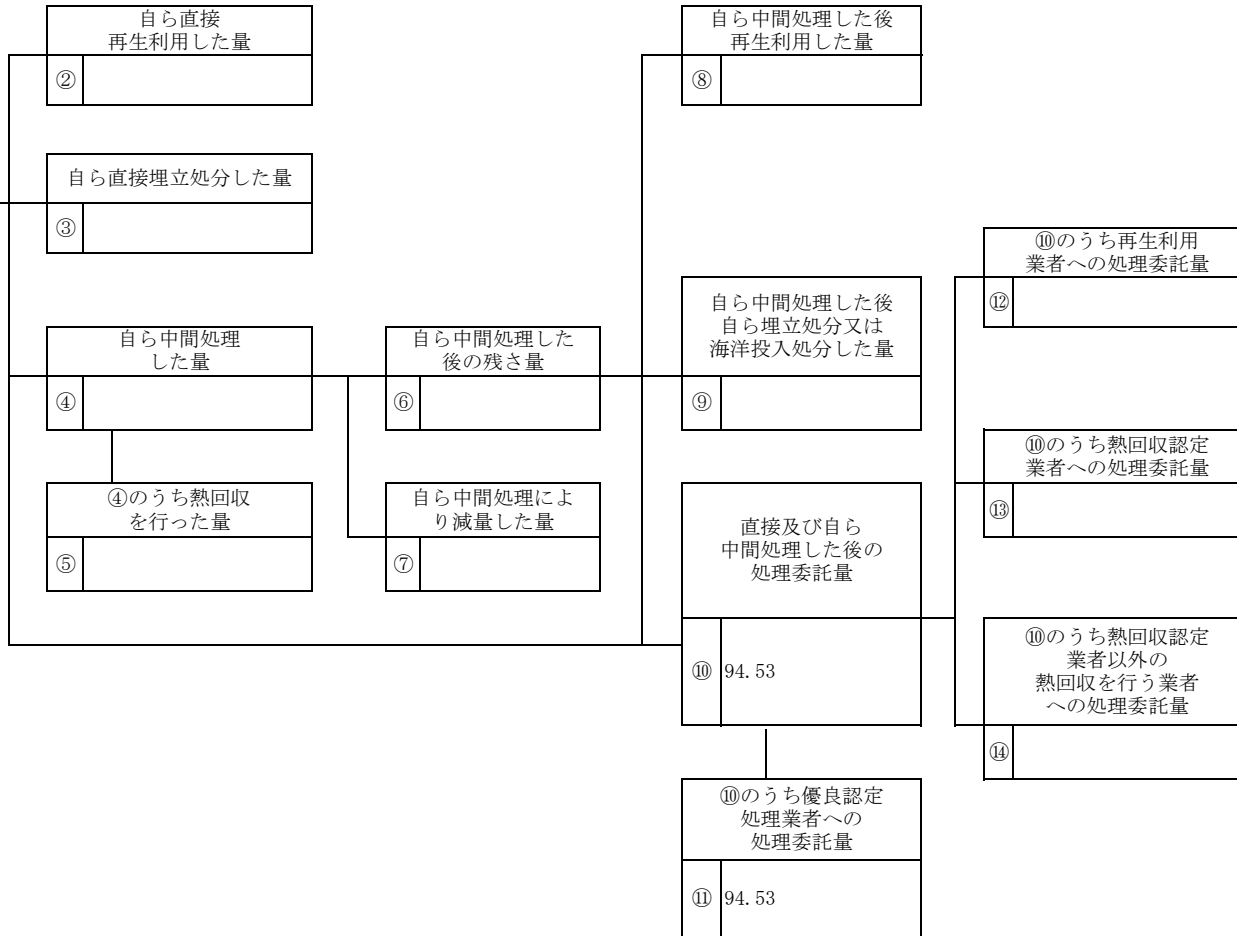 自ら直接
再生利用した量
②
自ら直接埋立処分した量
③
自ら中間処理
した量
④
④のうち熱回収
を行った量
⑤
自ら中間処理した
後の残さ量
⑥
自ら中間処理によ
り減量した量
⑦
自ら中間処理した後
再生利用した量
⑧
自ら中間処理した後
自ら埋立処分又は
海洋投入処分した量
⑨
直接及び自ら
中間処理した後の
処理委託量
⑩ 94.53
⑩のうち優良認定
処理業者への
処理委託量
⑪ 94.53
⑩のうち再生利用
業者への処理委託量
⑫
⑩のうち熱回収認定
業者への処理委託量
⑬
⑩のうち熱回収認定
業者以外の
熱回収を行う業者
への処理委託量
⑭